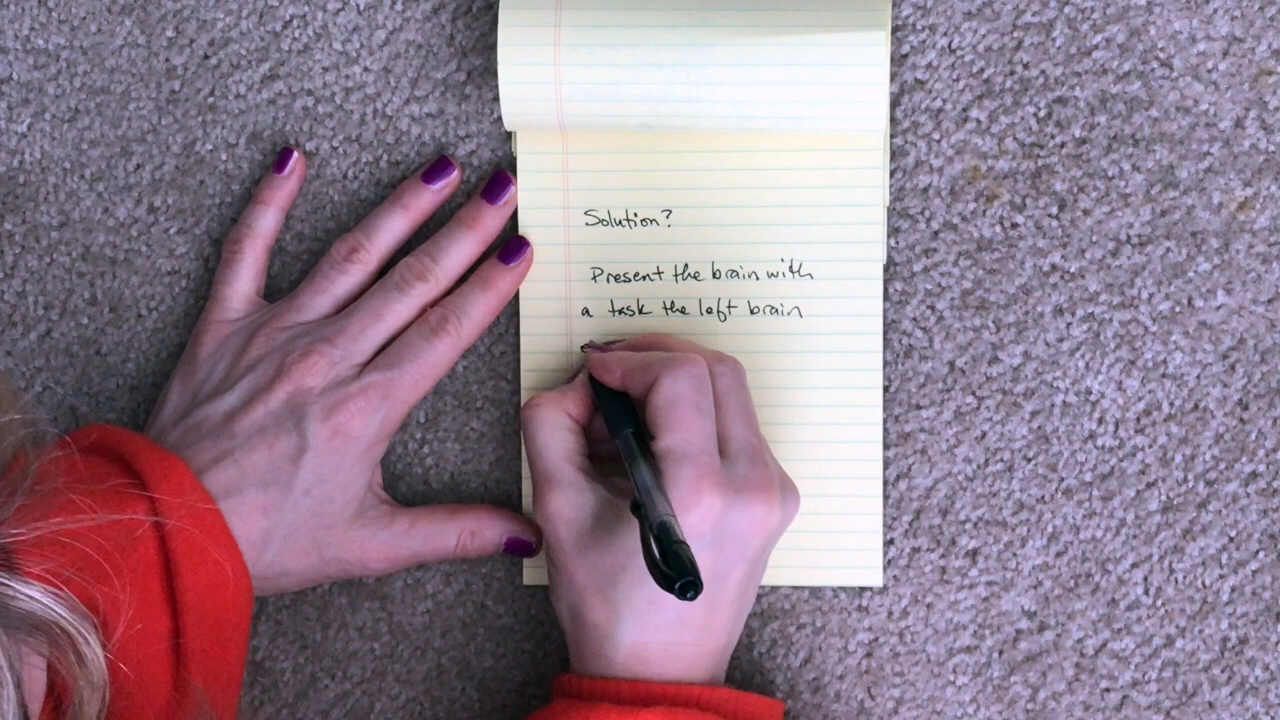 Solution?
Present the brain with
a task the left brain